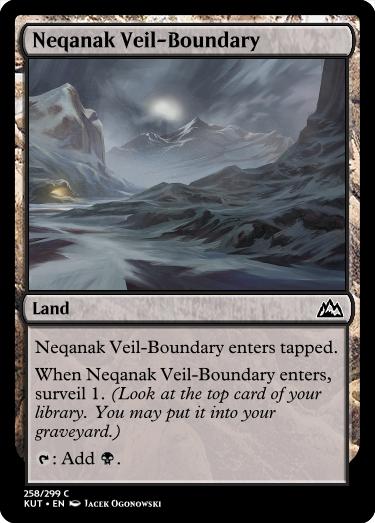 Neqanak Veil-Boundary
Land
Neqanak Veil-Boundary enters tapped.
When Neqanak Veil-Boundary enters,
surveil 1. (Look at the top card of your
library. You may put it into your
graveyard.)
: Add .
258/299 C
KUT • EN Jacek Ogonowski